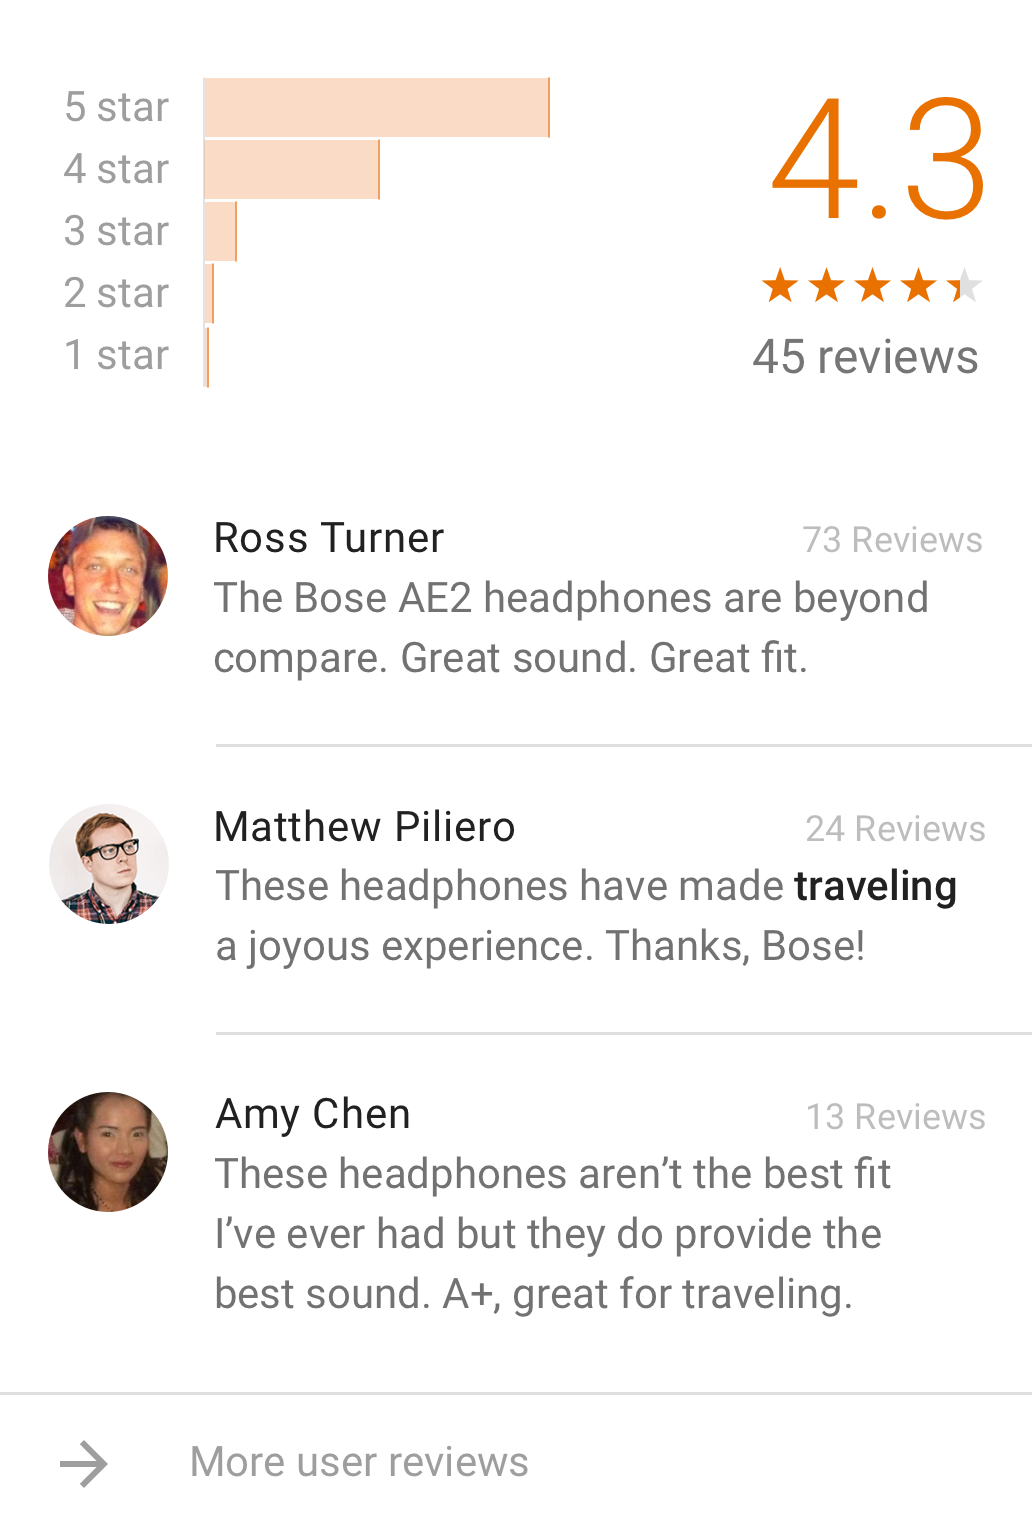 5 star
4 star
3 star
2 star
1 star
4.3
45 reviews
Ross Turner
73 Reviews
The Bose AE2 headphones are beyond
compare. Great sound. Great fit.
Matthew Piliero
24 Reviews
These headphones have made traveling
a joyous experience. Thanks, Bose!
Amy Chen
13 Reviews
These headphones aren’t the best fit
I’ve ever had but they do provide the
best sound. A+, great for traveling.
More user reviews